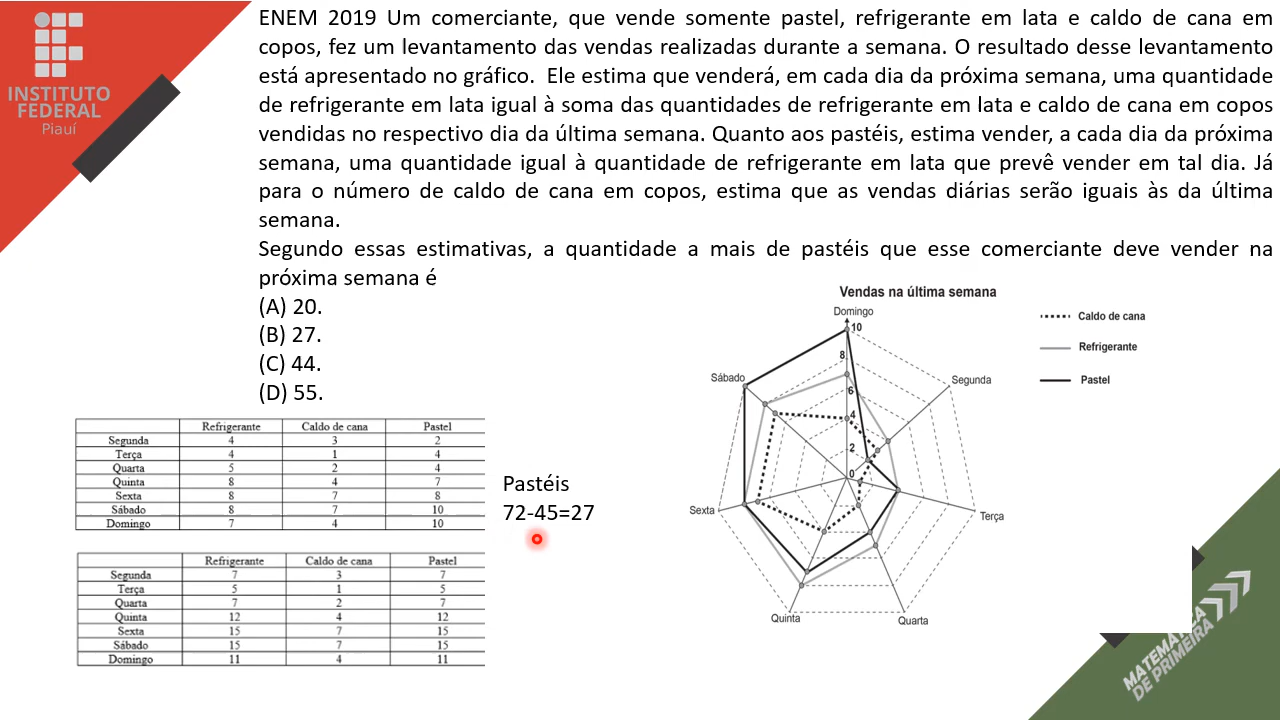 INSTITUTO
FEDERAL
Piauí
ENEM 2019 Um comerciante, que vende somente pastel, refrigerante em lata e caldo de cana em
copos, fez um levantamento das vendas realizadas durante a semana. O resultado desse levantamento
está apresentado no gráfico. Ele estima que venderá, em cada dia da próxima semana, uma quantidade
de refrigerante em lata igual à soma das quantidades de refrigerante em lata e caldo de cana em copos
vendidas no respectivo dia da última semana. Quanto aos pastéis, estima vender, a cada dia da próxima
semana, uma quantidade igual à quantidade de refrigerante em lata que prevê vender em tal dia. Já
para o número de caldo de cana em copos, estima que as vendas diárias serão iguais às da última
semana.
Segundo essas estimativas, a quantidade a mais de pastéis que esse comerciante deve vender na
próxima semana é
(A) 20.
(B) 27.
(C) 44.
(D) 55.
Refrigerante Caldo de cana Pastel
Segunda 4 3 2
Terça 4 1 4
Quarta 5 2 4
Quinta 8 4 7
Sexta 8 7 8
Sábado 8 7 10
Domingo 7 4 10
Refrigerante Caldo de cana Pastel
Segunda 7 3 7
Terça 5 1 5
Quarta 7 2 7
Quinta 12 4 12
Sexta 15 7 15
Sábado 15 7 15
Domingo 11 4 11
Pastéis
72-45=27
Vendas na última semana
Domingo
10
8
6
4
2
0
Segunda
Terça
Quarta
Quinta
Sexta
Sábado
Caldo de cana
Refrigerante
Pastel
MATEMÁTICA
DE PRIMEIRA